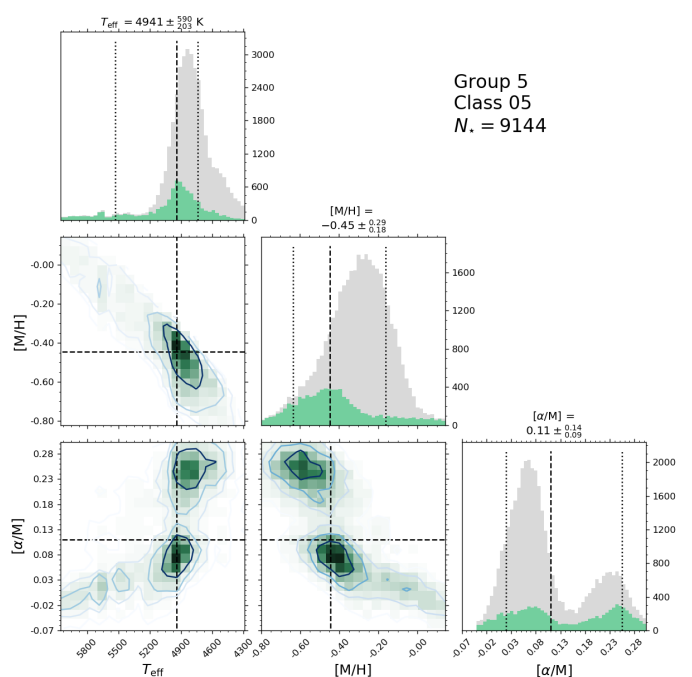 T_eff = 4941 ± 590 203 K
3000
2400
1800
1200
600
0
Group 5
Class 05
N⋆ = 9144
[M/H] =
−0.45 ± 0.29 0.18
-0.00
-0.20
-0.40
-0.60
-0.80
[M/H]
1600
1200
800
400
0
[α/M] =
0.11 ± 0.14 0.09
0.28
0.23
0.18
0.13
0.08
0.03
-0.02
-0.07
[α/M]
2000
1600
1200
800
400
0
5800 5500 5200 4900 4600 4300
T_eff
-0.80 -0.60 -0.40 -0.20 -0.00
[M/H]
-0.07 -0.02 0.03 0.08 0.13 0.18 0.23 0.28
[α/M]